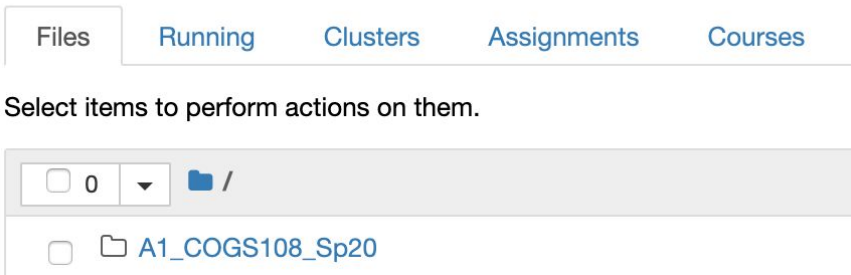 Files Running Clusters Assignments Courses
Select items to perform actions on them.
0 /
A1_COGS108_Sp20